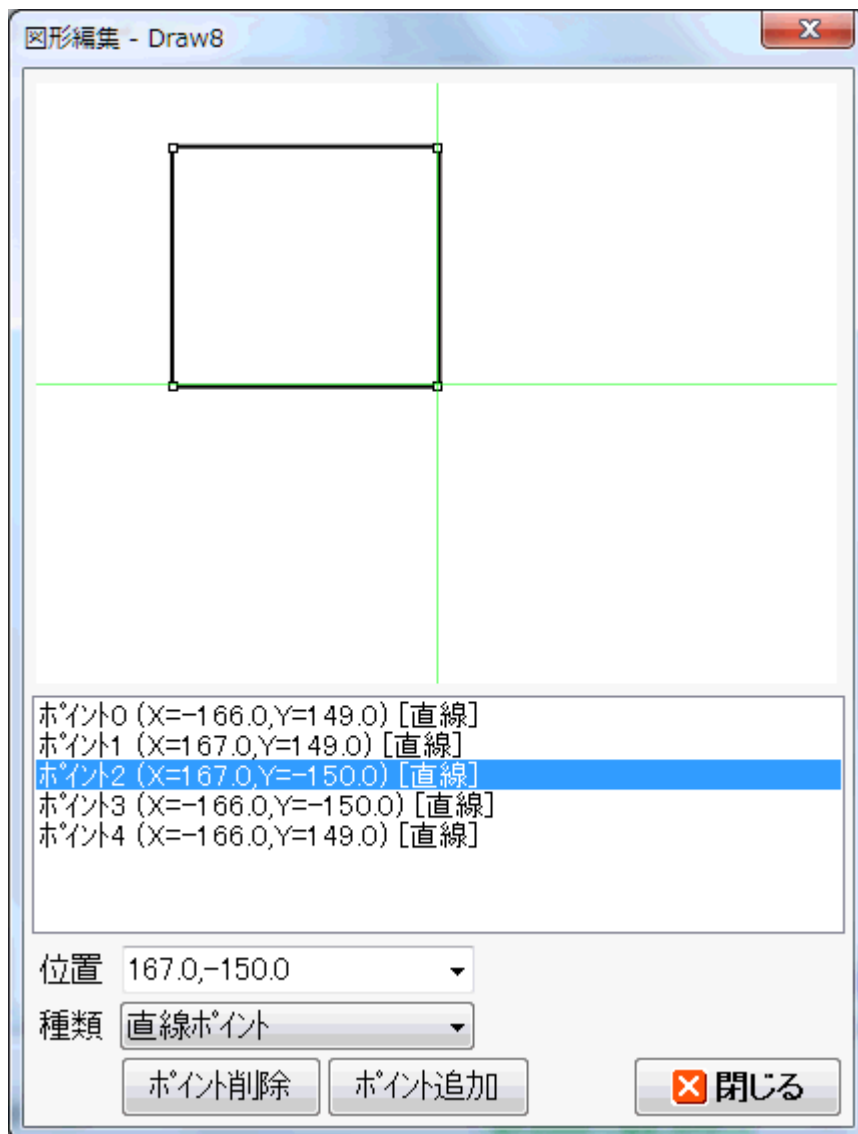 図形編集 - Draw8
ﾎﾟｲﾝﾄ0 (X=-166.0,Y=149.0) [直線]
ﾎﾟｲﾝﾄ1 (X=167.0,Y=149.0) [直線]
ﾎﾟｲﾝﾄ2 (X=167.0,Y=-150.0) [直線]
ﾎﾟｲﾝﾄ3 (X=-166.0,Y=-150.0) [直線]
ﾎﾟｲﾝﾄ4 (X=-166.0,Y=149.0) [直線]
位置 167.0,-150.0
種類 直線ﾎﾟｲﾝﾄ
ﾎﾟｲﾝﾄ削除 ﾎﾟｲﾝﾄ追加 閉じる